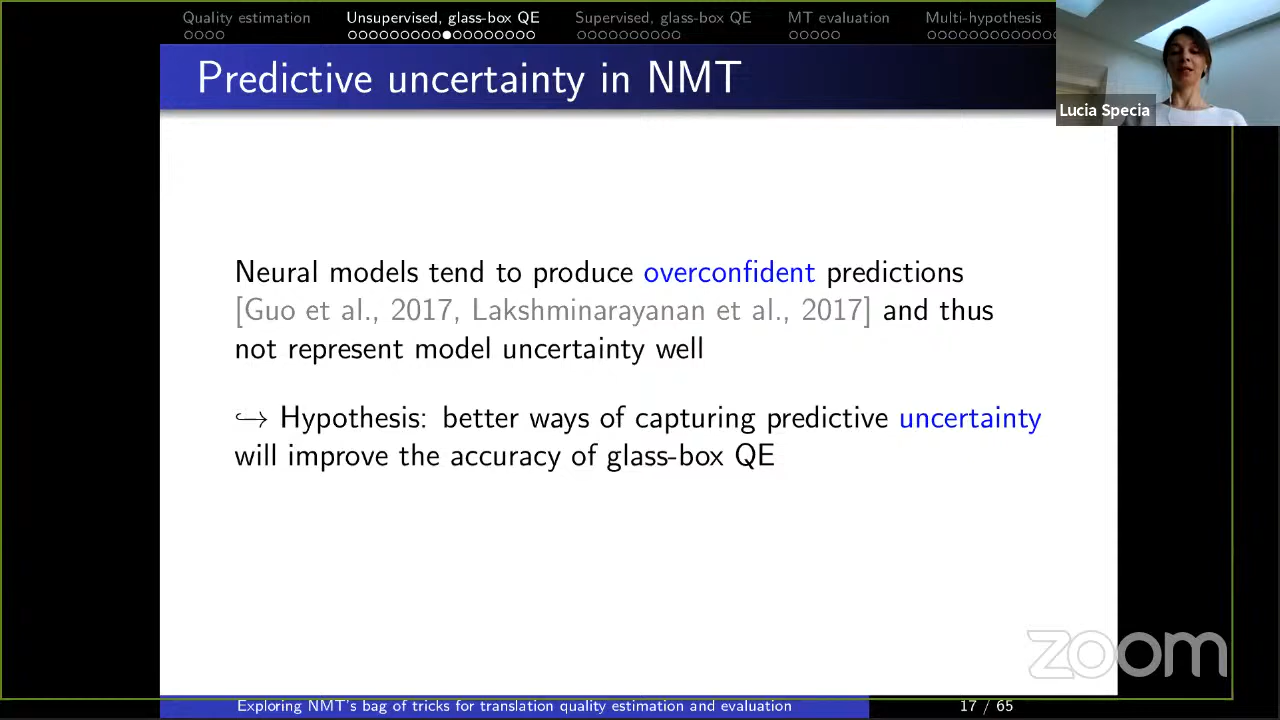 Quality estimation
Unsupervised, glass-box QE
Supervised, glass-box QE
MT evaluation
Multi-hypothesis
Predictive uncertainty in NMT
Lucia Specia
Neural models tend to produce overconfident predictions
[Guo et al., 2017, Lakshminarayanan et al., 2017] and thus
not represent model uncertainty well
↪ Hypothesis: better ways of capturing predictive uncertainty
will improve the accuracy of glass-box QE
zoom
Exploring NMT's bag of tricks for translation quality estimation and evaluation
17 / 65